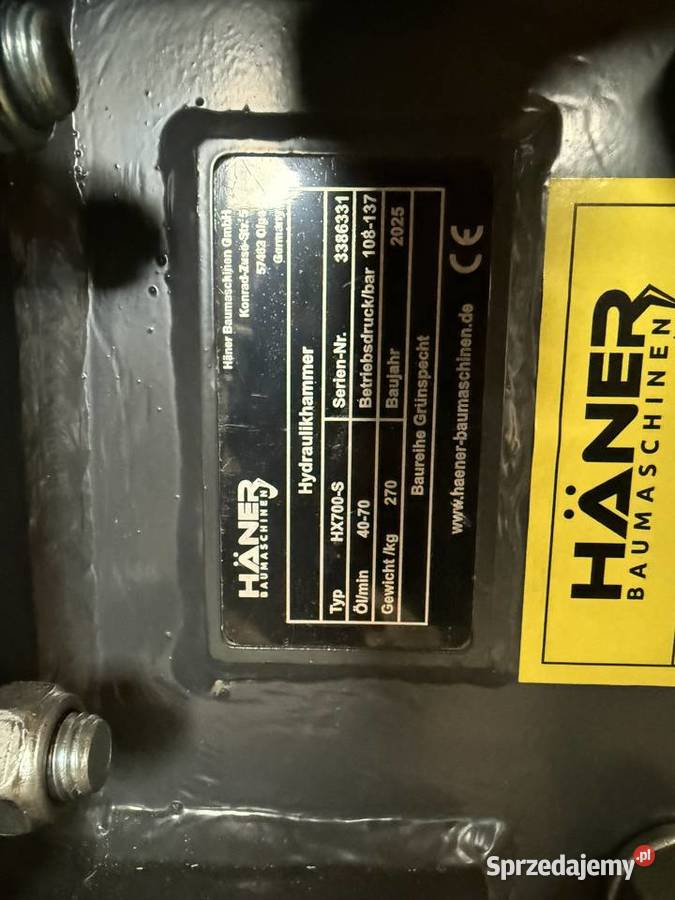 HÄNER
BAUMASCHINEN
Häner Baumaschinen GmbH
Konrad-Zuse-Str. 5
57462 Olpe
Germany
Hydraulikhammer
Typ HX700-S Serien-Nr. 3386331
Öl/min 40-70 Betriebsdruck/bar 108-137
Gewicht /kg 270 Baujahr 2025
Baureihe Grünspecht
www.haener-baumaschinen.de CE
HÄNER
BAUMASCHINEN
Sprzedajemy.pl